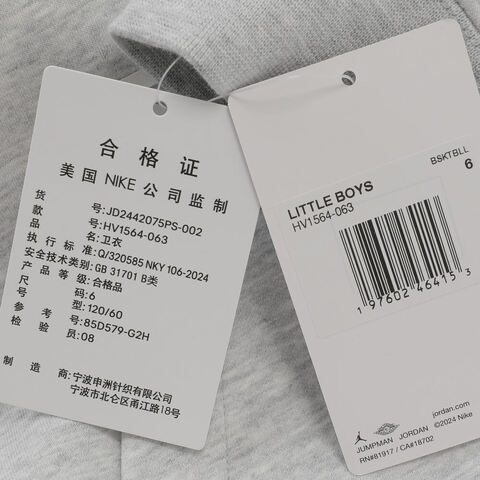 合格证
美国 NIKE 公司监制
货号:JD2442075PS-002
款号:HV1564-063
品名:卫衣
执行标准:Q/320585 NKY 106-2024
安全技术类别:GB 31701 B类
产品等级:合格品
尺码:6
号型:120/60
参考号:85D579-G2H
检验员:08
制造商:宁波申洲针织有限公司
宁波市北仑区甬江路18号
BSKTBLL
6
LITTLE BOYS
HV1564-063
1 97602 46415 3
JUMPMAN JORDAN
RN#81917 / CA#18702
jordan.com
©2024 Nike